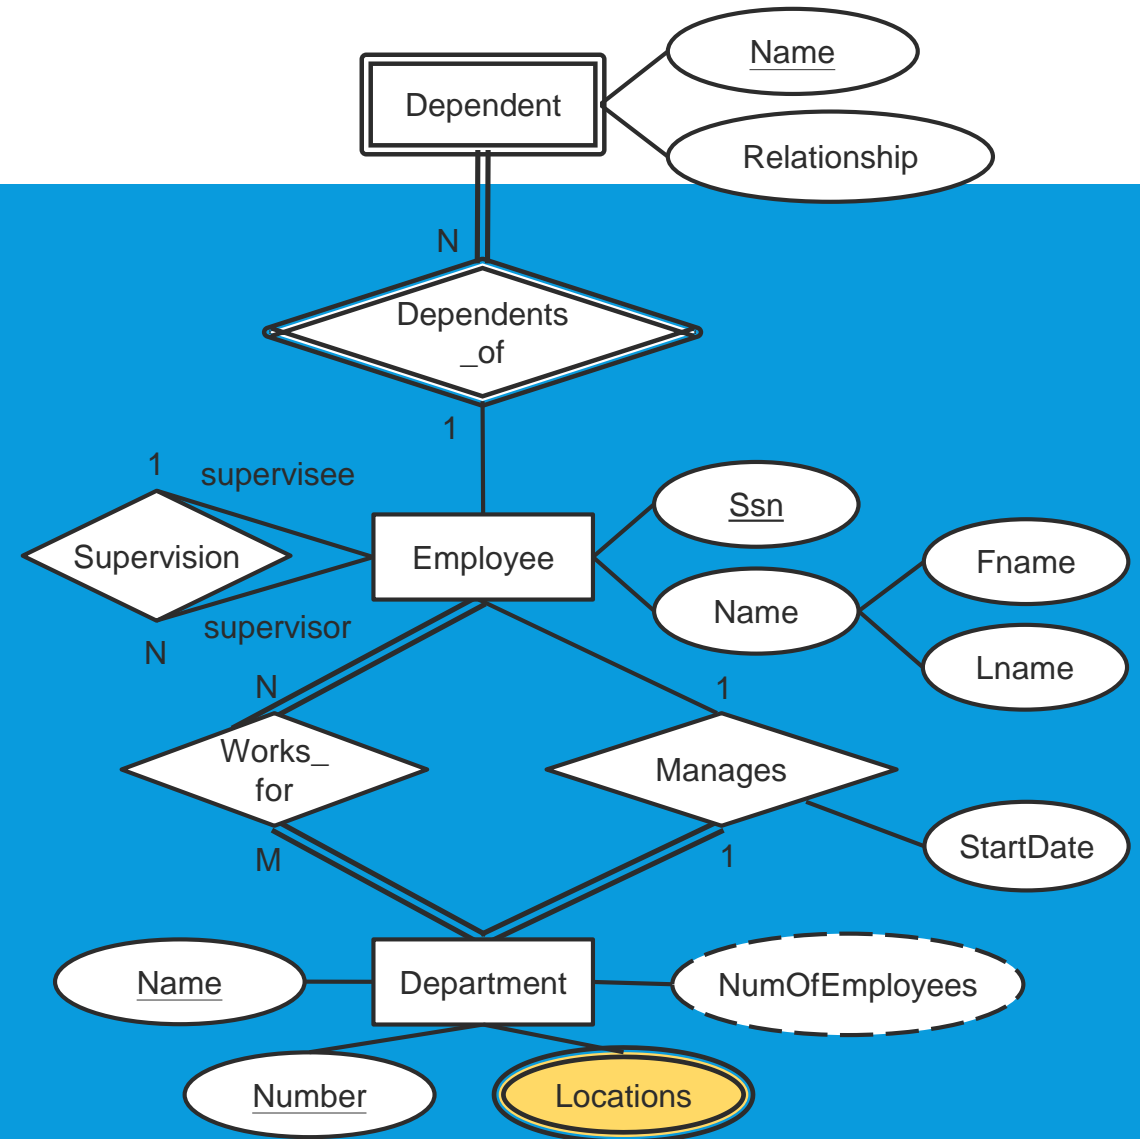 Name
Dependent
Relationship
N
Dependents
_of
1
1
supervisee
Ssn
Supervision
Employee
Fname
Name
supervisor
N
Lname
N
1
Works_
for
Manages
StartDate
M
1
Name
Department
NumOfEmployees
Number
Locations